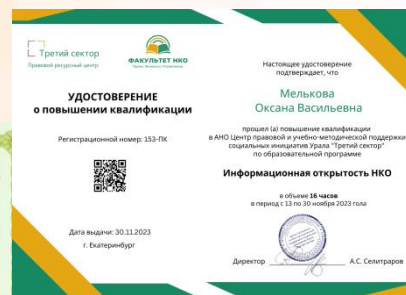 Третий сектор
Правовой ресурсный центр
ФАКУЛЬТЕТ НКО
УДОСТОВЕРЕНИЕ
о повышении квалификации
Регистрационной номер: 153-ПК
Дата выдачи: 30.11.2023
г. Екатеринбург
Настоящее удостоверение
подтверждает, что
Мелькова
Оксана Васильевна
прошел (а) повышение квалификации
в АНО Центр правовой и учебно-методической поддержки
социальных инициатив Урала "Третий сектор"
по образовательной программе
Информационная открытость НКО
в объеме 16 часов
в период с 13 по 30 ноября 2023 года
Директор
А.С. Селитраров